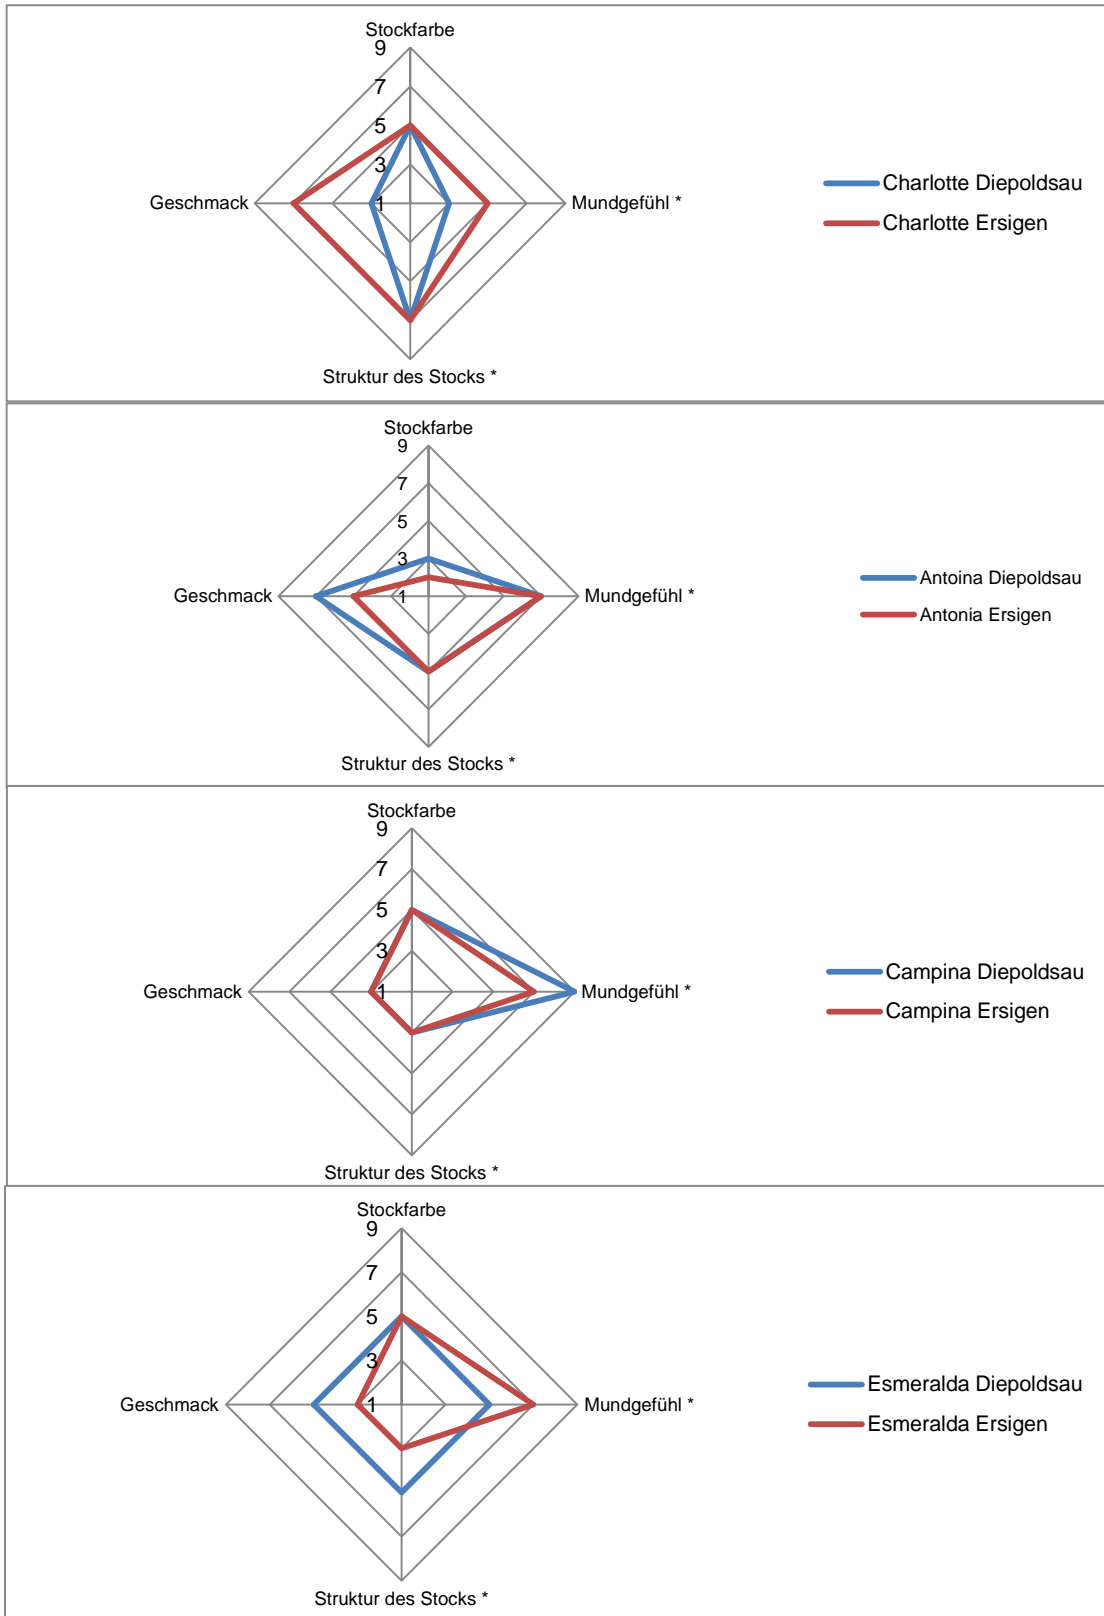 Stockfarbe
9
7
5
3
1
Geschmack
Mundgefühl *
Struktur des Stocks *
Charlotte Diepoldsau
Charlotte Ersigen
Stockfarbe
9
7
5
3
1
Geschmack
Mundgefühl *
Struktur des Stocks *
Antoina Diepoldsau
Antonia Ersigen
Stockfarbe
9
7
5
3
1
Geschmack
Mundgefühl *
Struktur des Stocks *
Campina Diepoldsau
Campina Ersigen
Stockfarbe
9
7
5
3
1
Geschmack
Mundgefühl *
Struktur des Stocks *
Esmeralda Diepoldsau
Esmeralda Ersigen